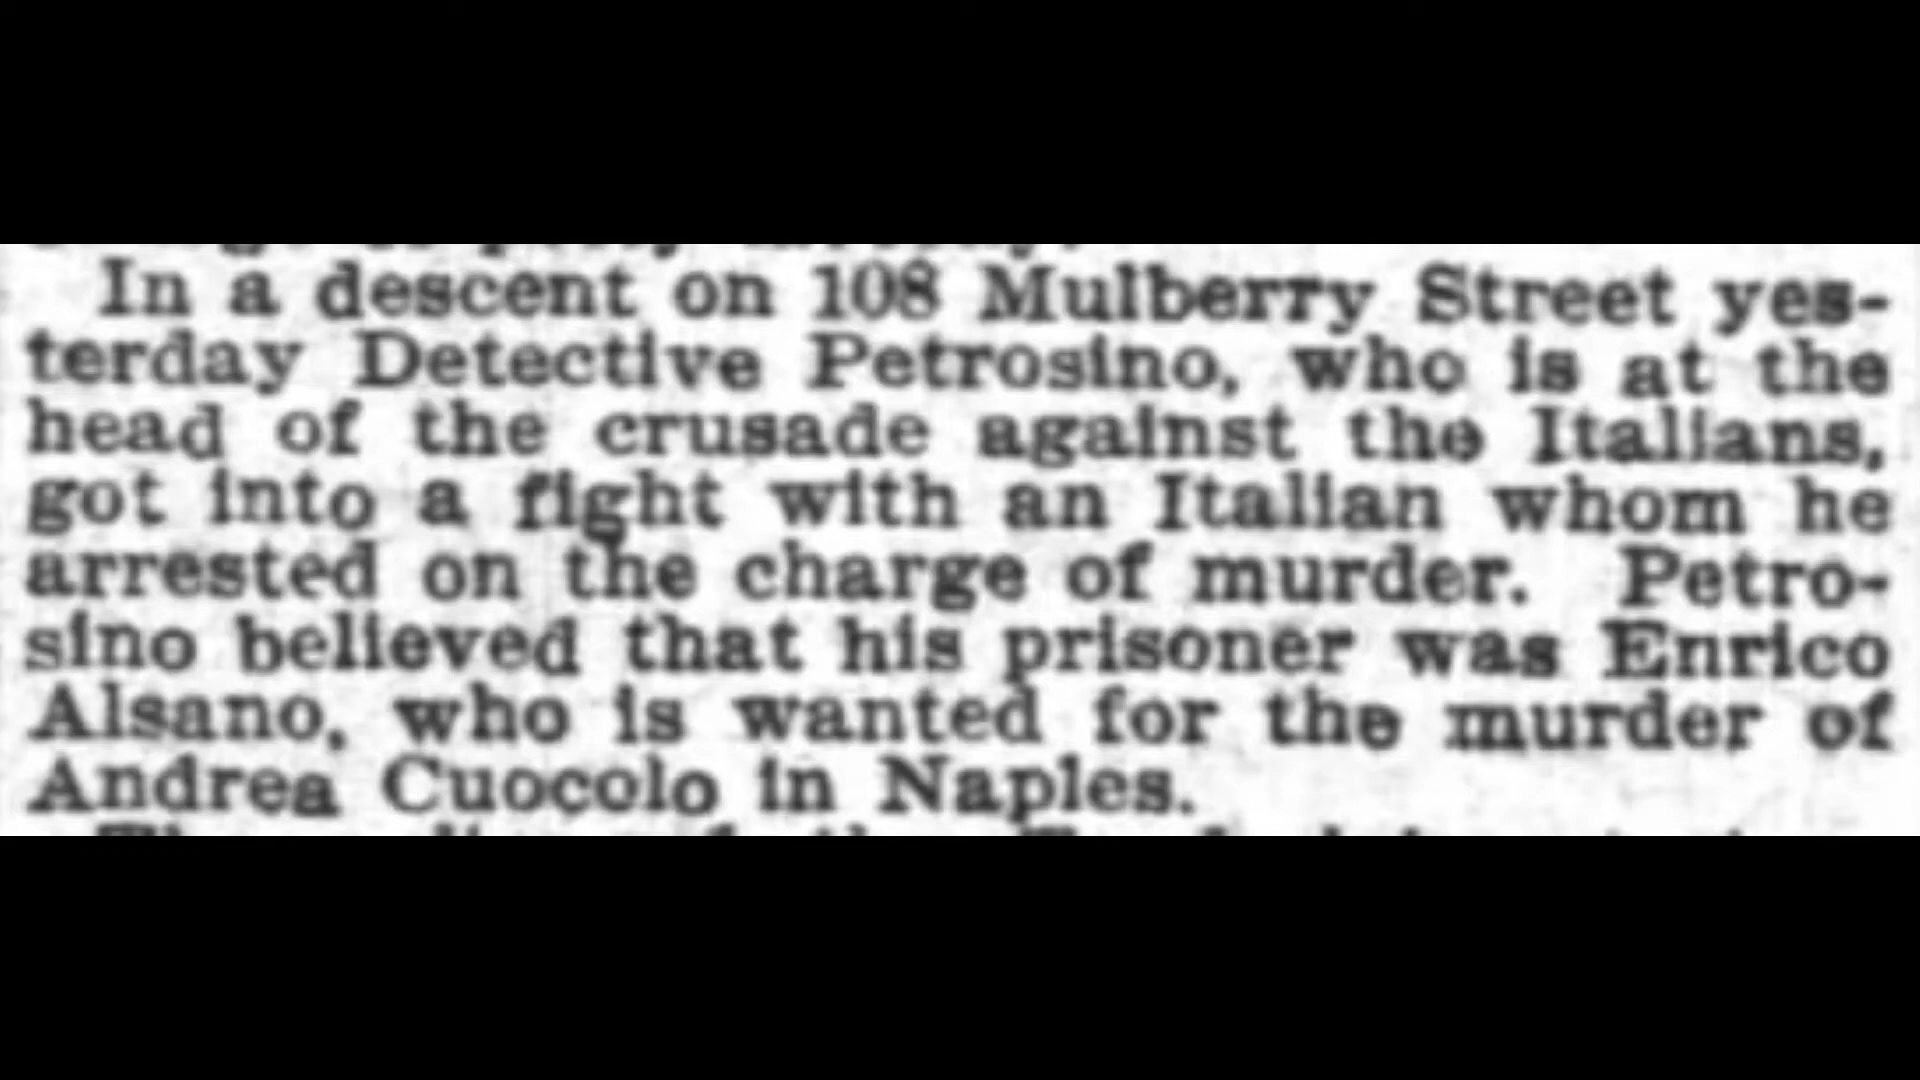 In a descent on 108 Mulberry Street yes-
terday Detective Petrosino, who is at the
head of the crusade against the Italians,
got into a fight with an Italian whom he
arrested on the charge of murder. Petro-
sino believed that his prisoner was Enrico
Alsano, who is wanted for the murder of
Andrea Cuocolo in Naples.